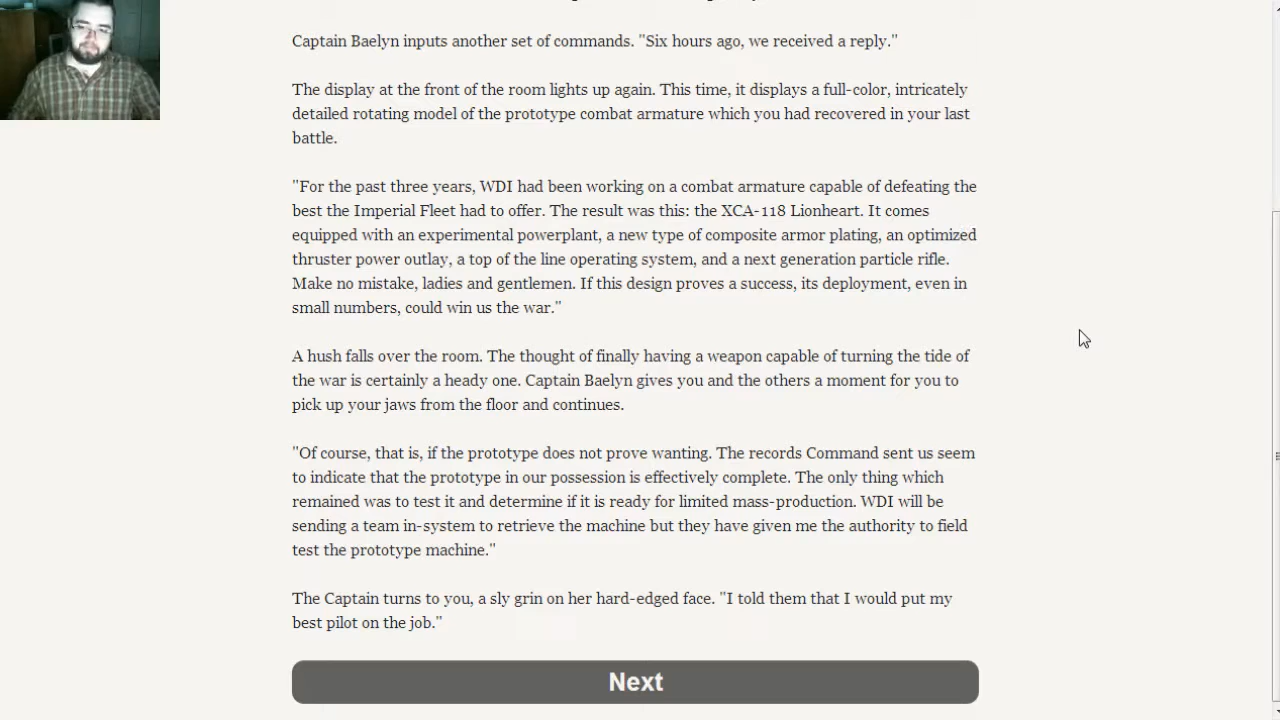 Captain Baelyn inputs another set of commands. "Six hours ago, we received a reply."
The display at the front of the room lights up again. This time, it displays a full-color, intricately
detailed rotating model of the prototype combat armature which you had recovered in your last
battle.
"For the past three years, WDI had been working on a combat armature capable of defeating the
best the Imperial Fleet had to offer. The result was this: the XCA-118 Lionheart. It comes
equipped with an experimental powerplant, a new type of composite armor plating, an optimized
thruster power outlay, a top of the line operating system, and a next generation particle rifle.
Make no mistake, ladies and gentlemen. If this design proves a success, its deployment, even in
small numbers, could win us the war."
A hush falls over the room. The thought of finally having a weapon capable of turning the tide of
the war is certainly a heady one. Captain Baelyn gives you and the others a moment for you to
pick up your jaws from the floor and continues.
"Of course, that is, if the prototype does not prove wanting. The records Command sent us seem
to indicate that the prototype in our possession is effectively complete. The only thing which
remained was to test it and determine if it is ready for limited mass-production. WDI will be
sending a team in-system to retrieve the machine but they have given me the authority to field
test the prototype machine."
The Captain turns to you, a sly grin on her hard-edged face. "I told them that I would put my
best pilot on the job."
Next